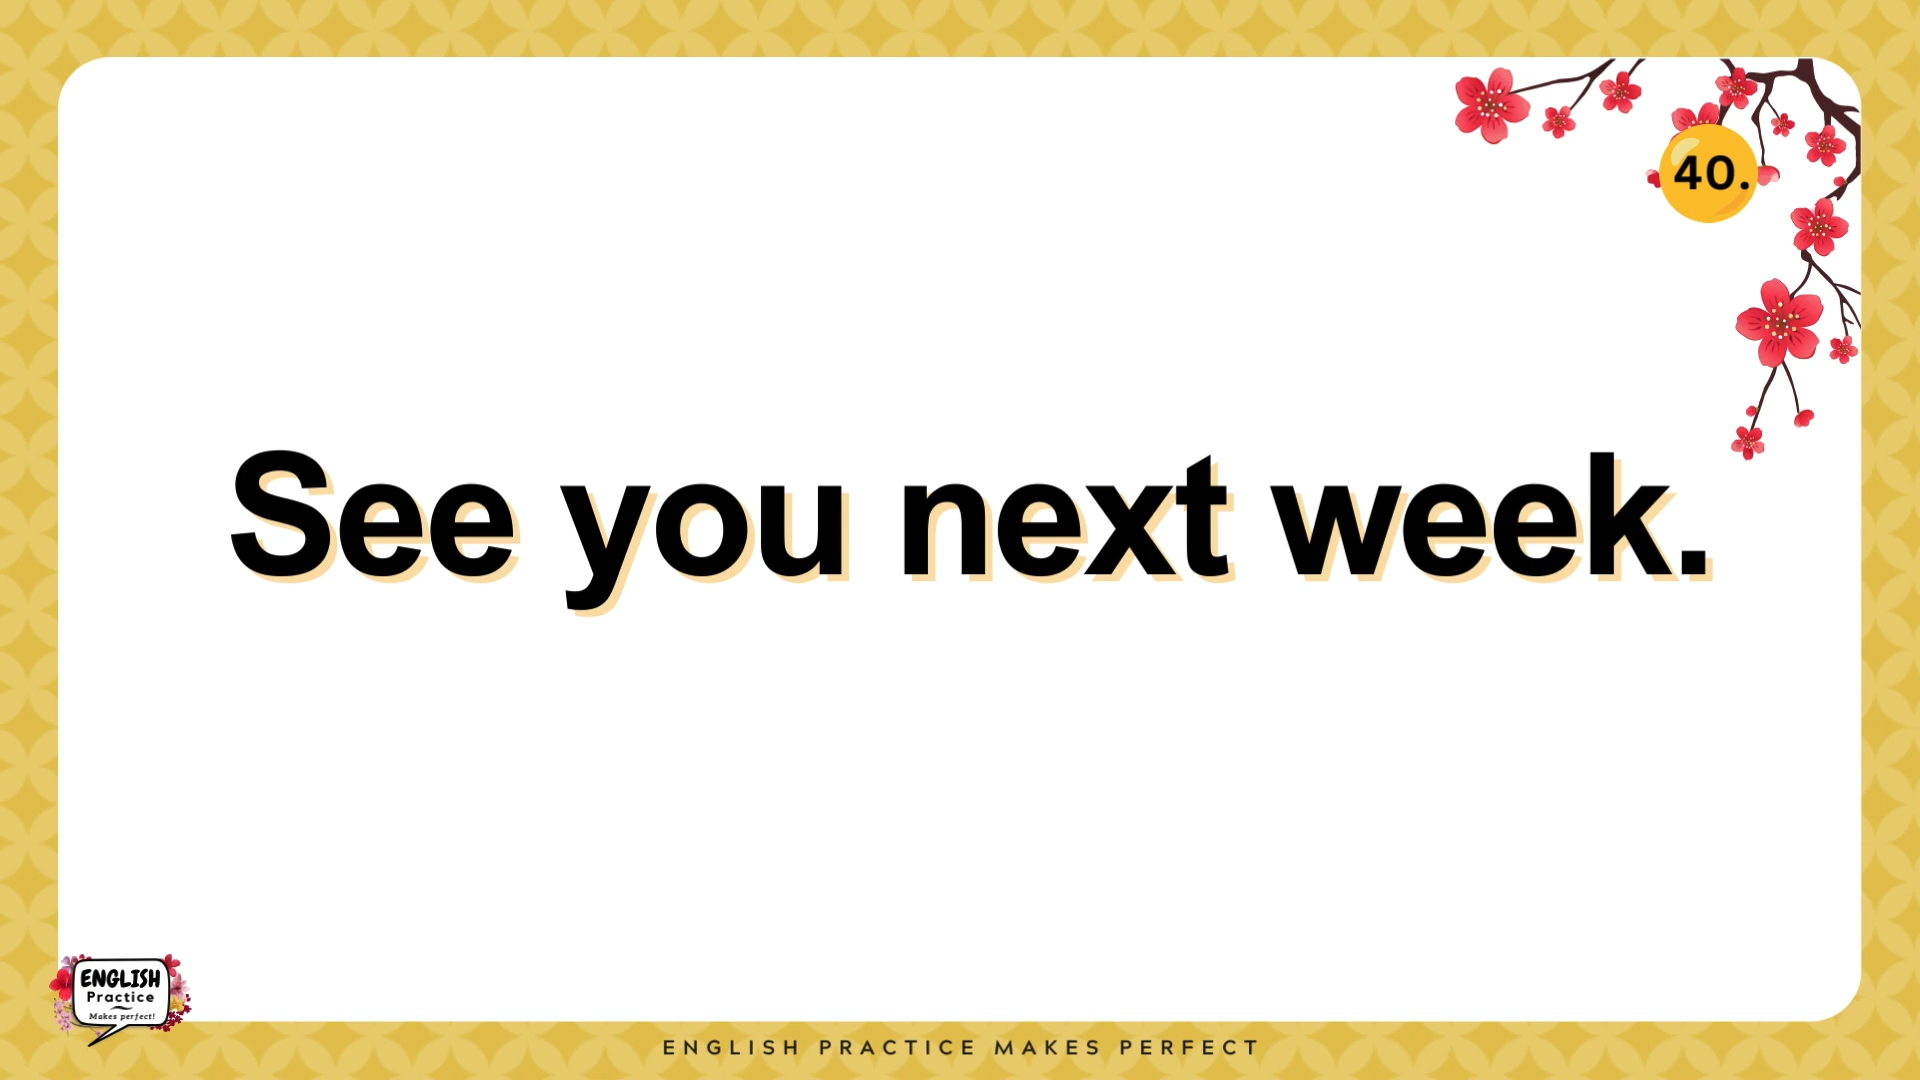 40.
See you next week.
ENGLISH
Practice
Makes perfect!
ENGLISH PRACTICE MAKES PERFECT